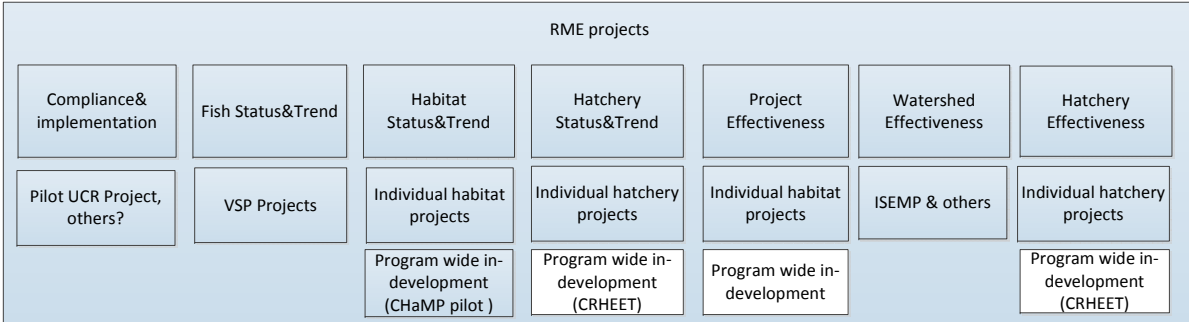 RME projects
Compliance&
implementation
Fish Status&Trend
Habitat
Status&Trend
Hatchery
Status&Trend
Project
Effectiveness
Watershed
Effectiveness
Hatchery
Effectiveness
Pilot UCR Project,
others?
VSP Projects
Individual habitat
projects
Individual hatchery
projects
Individual habitat
projects
ISEMP & others
Individual hatchery
projects
Program wide in-
development
(CHaMP pilot )
Program wide in-
development
(CRHEET)
Program wide in-
development
Program wide in-
development
(CRHEET)